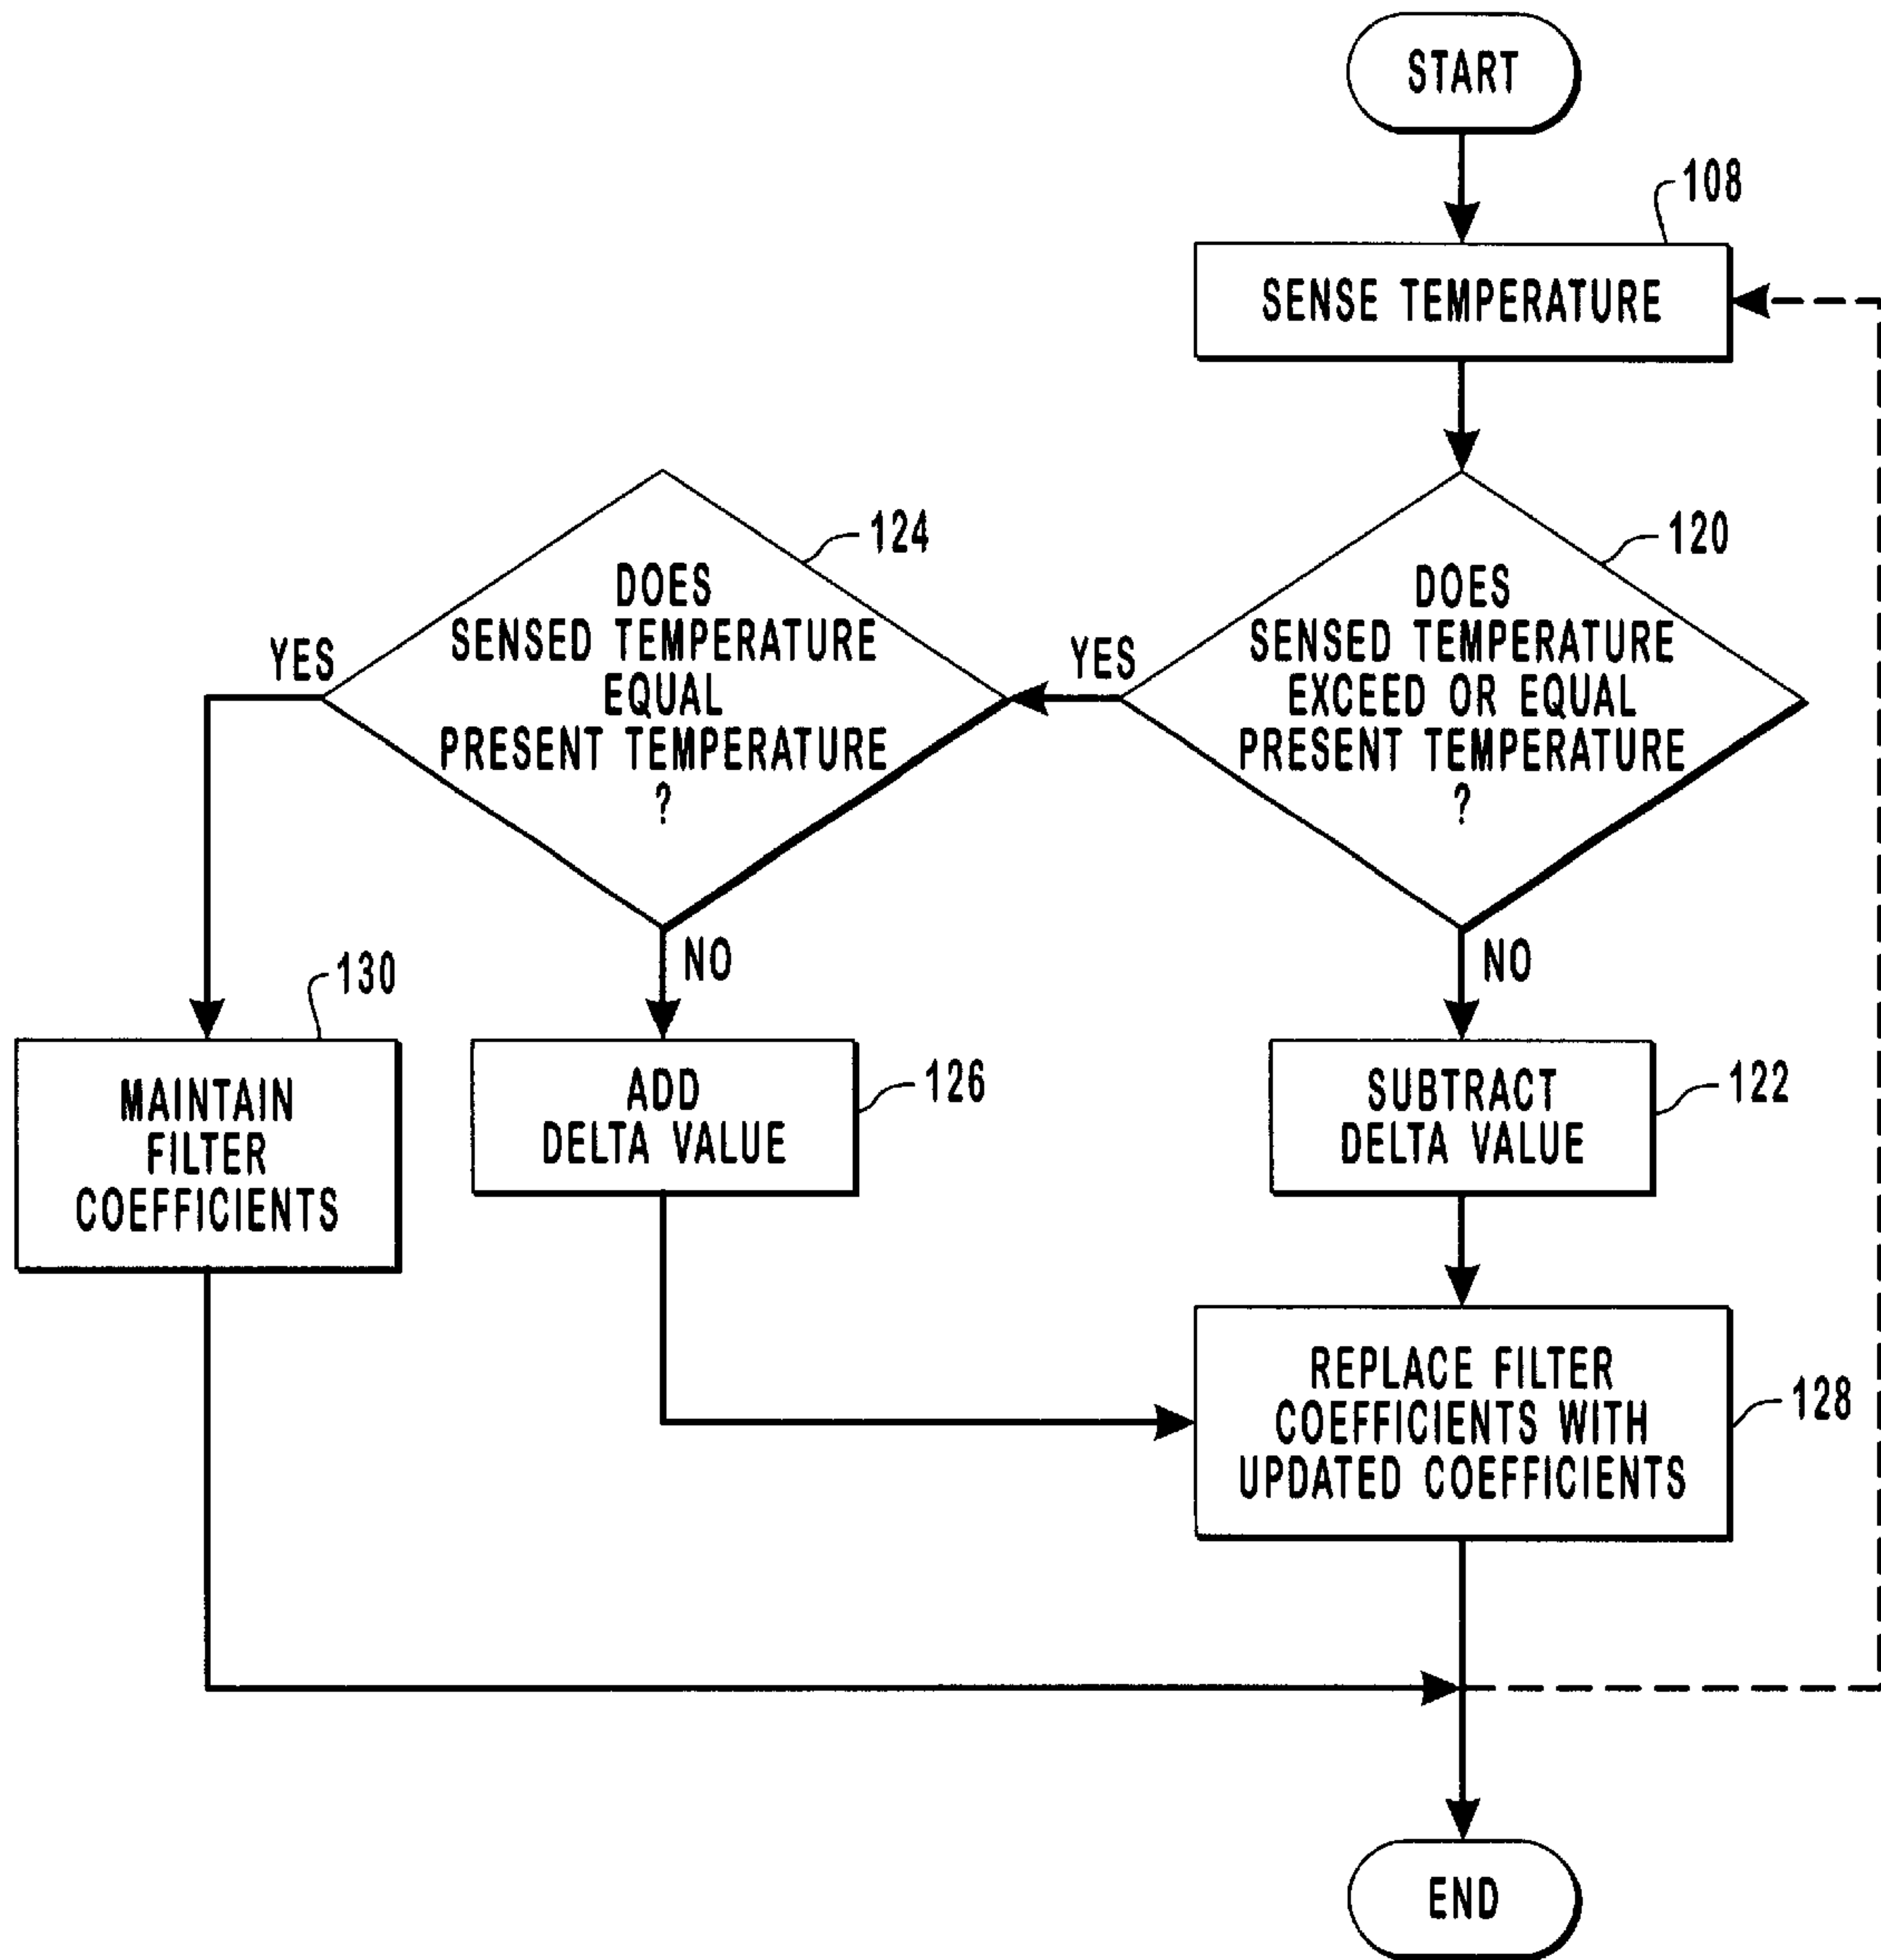 START
108
SENSE TEMPERATURE
124
DOES
SENSED TEMPERATURE
EQUAL
PRESENT TEMPERATURE
?
YES
NO
120
DOES
SENSED TEMPERATURE
EXCEED OR EQUAL
PRESENT TEMPERATURE
?
YES
NO
130
MAINTAIN
FILTER
COEFFICIENTS
126
ADD
DELTA VALUE
122
SUBTRACT
DELTA VALUE
REPLACE FILTER
COEFFICIENTS WITH
UPDATED COEFFICIENTS
128
END